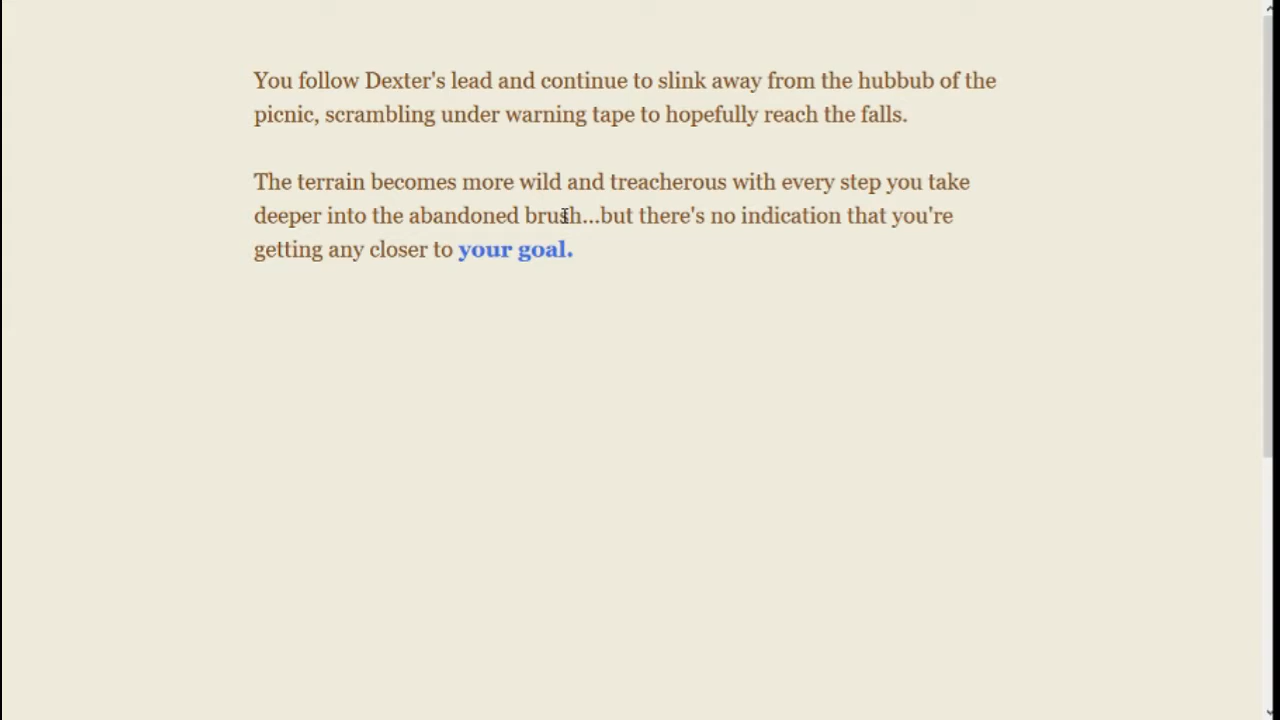 You follow Dexter's lead and continue to slink away from the hubbub of the
picnic, scrambling under warning tape to hopefully reach the falls.
The terrain becomes more wild and treacherous with every step you take
deeper into the abandoned brush...but there's no indication that you're
getting any closer to your goal.